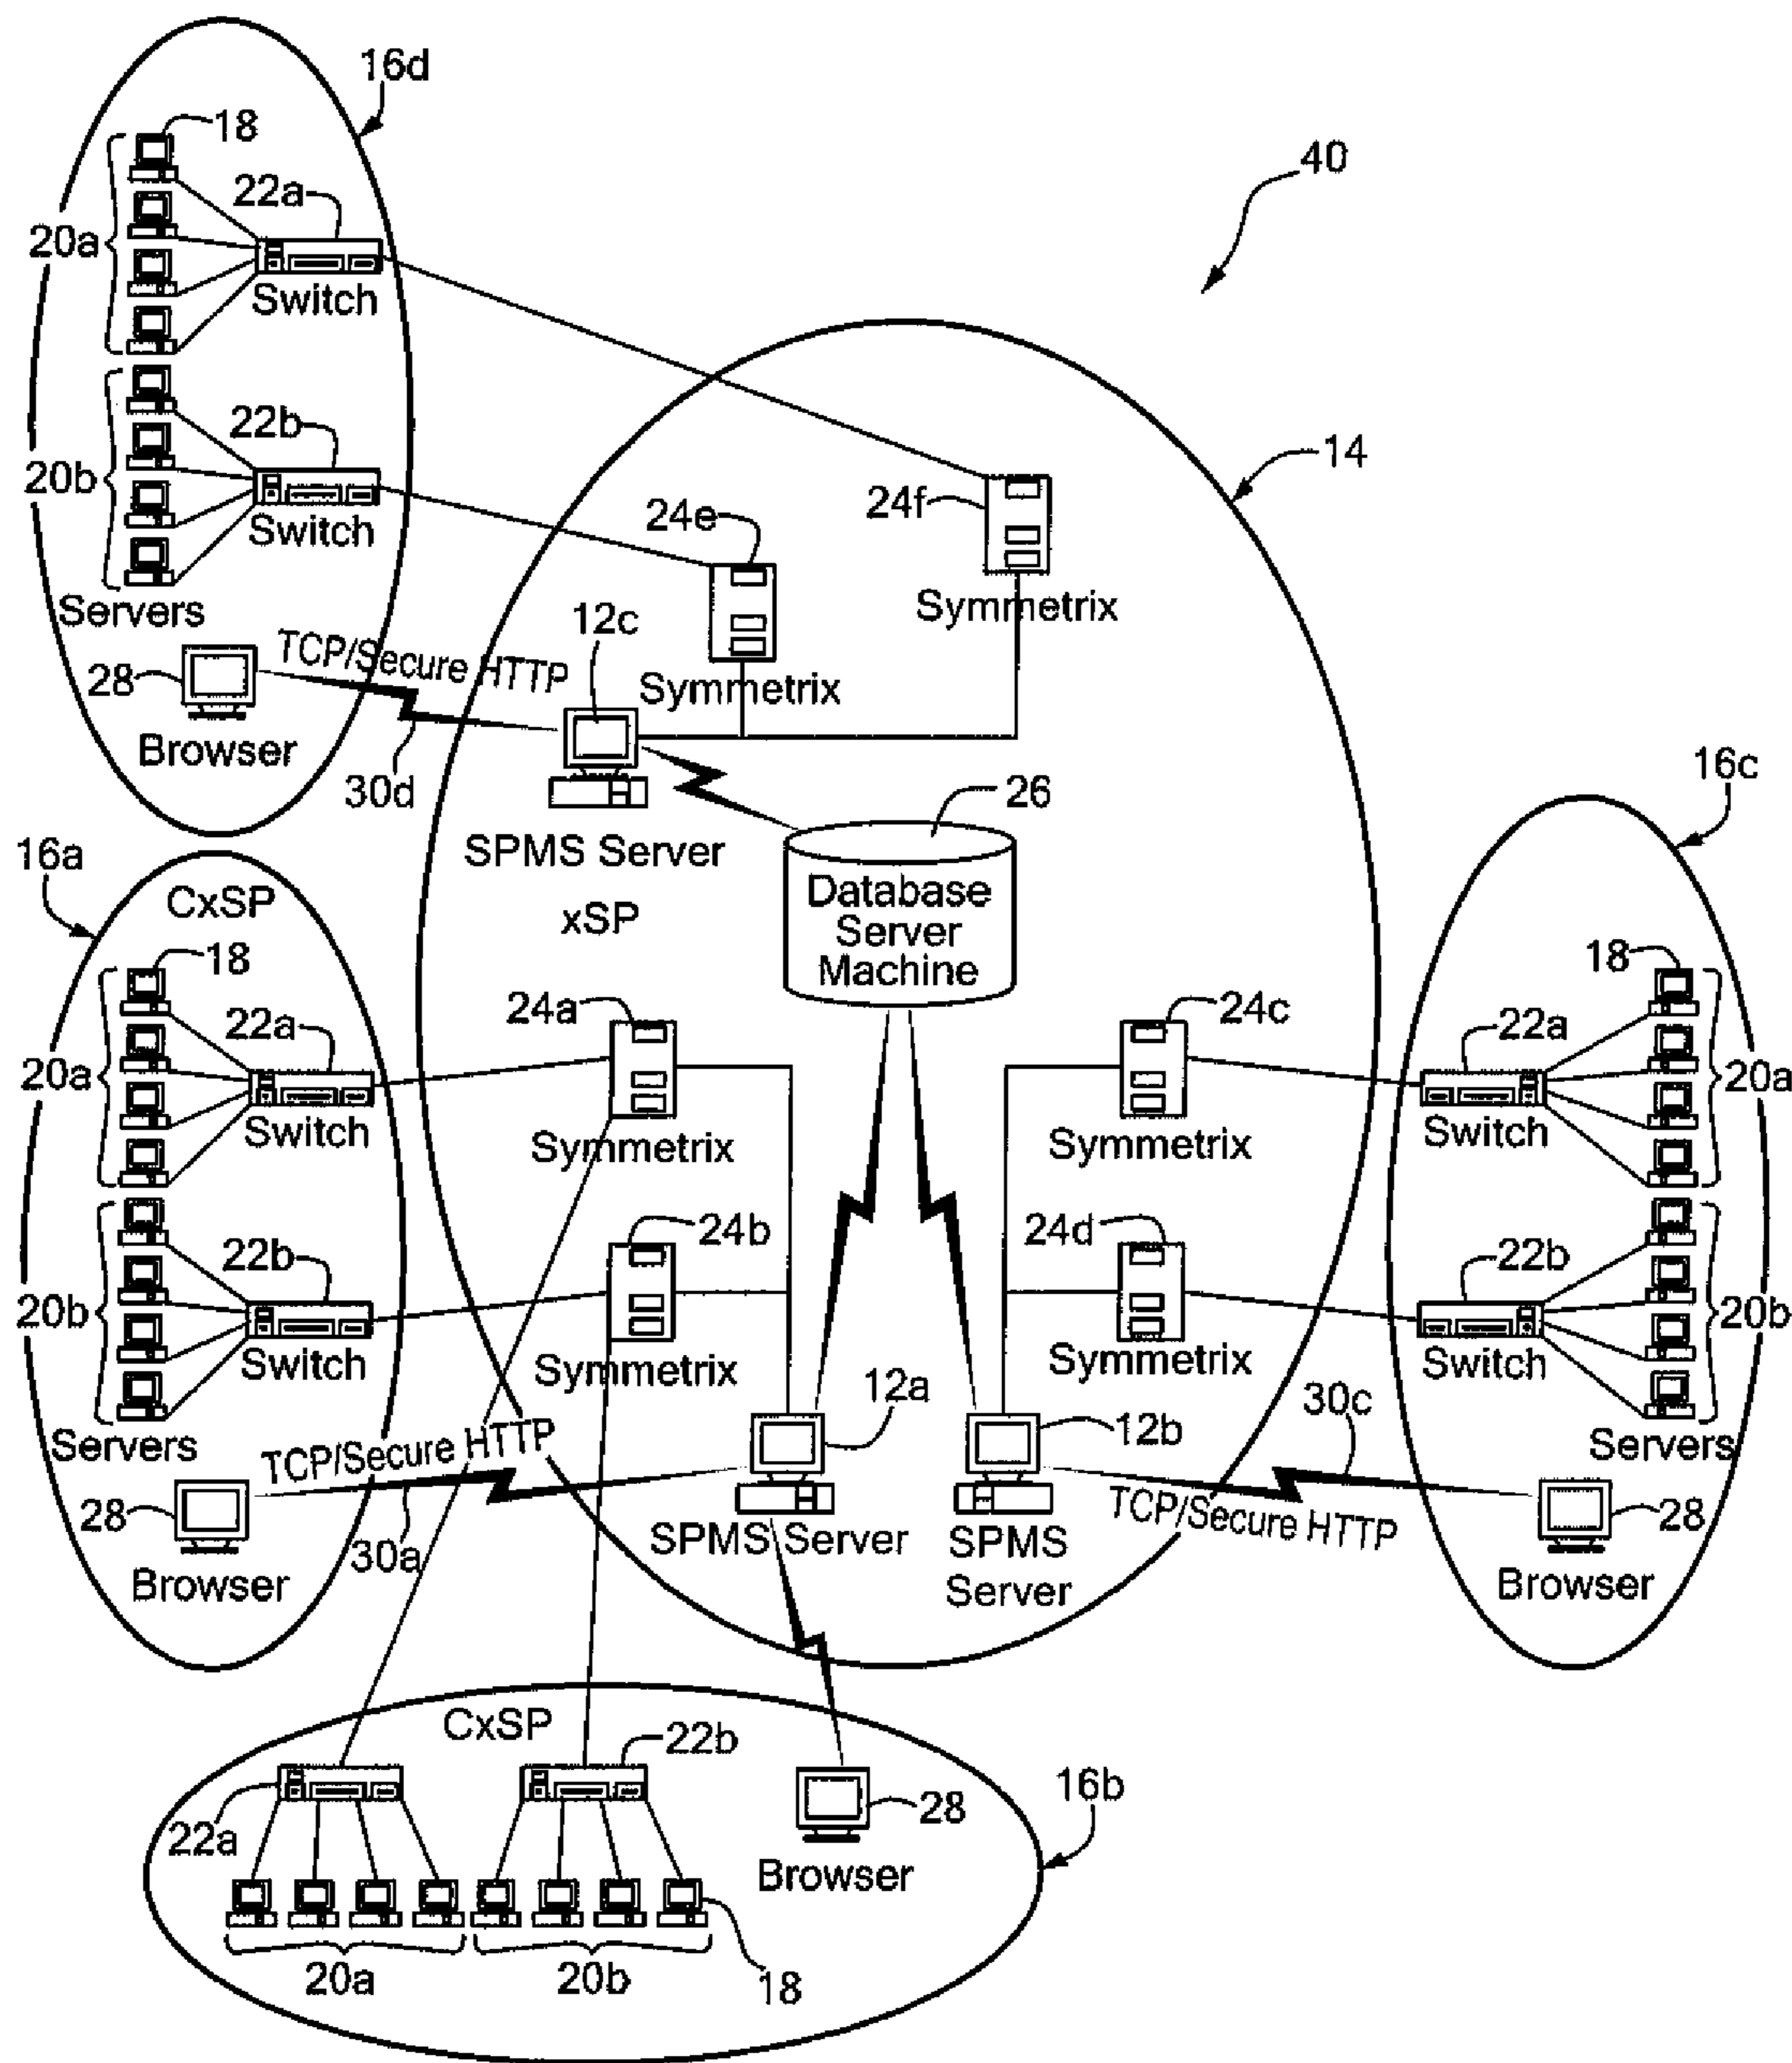 16d
18
22a
20a
Switch
22b
20b
Switch
Servers
28
Browser
TCP/Secure HTTP
30d
40
14
24f
Symmetrix
24e
Symmetrix
12c
SPMS Server
xSP
26
Database
Server
Machine
16a
CxSP
18
22a
20a
Switch
22b
20b
Switch
Servers
28
Browser
TCP/Secure HTTP
30a
24a
Symmetrix
24b
Symmetrix
12a
SPMS Server
24c
Symmetrix
24d
Symmetrix
12b
SPMS
Server
30c
TCP/Secure HTTP
16c
18
22a
20a
Switch
22b
20b
Switch
Servers
28
Browser
CxSP
22b
22a
28
Browser
16b
20a
20b
18